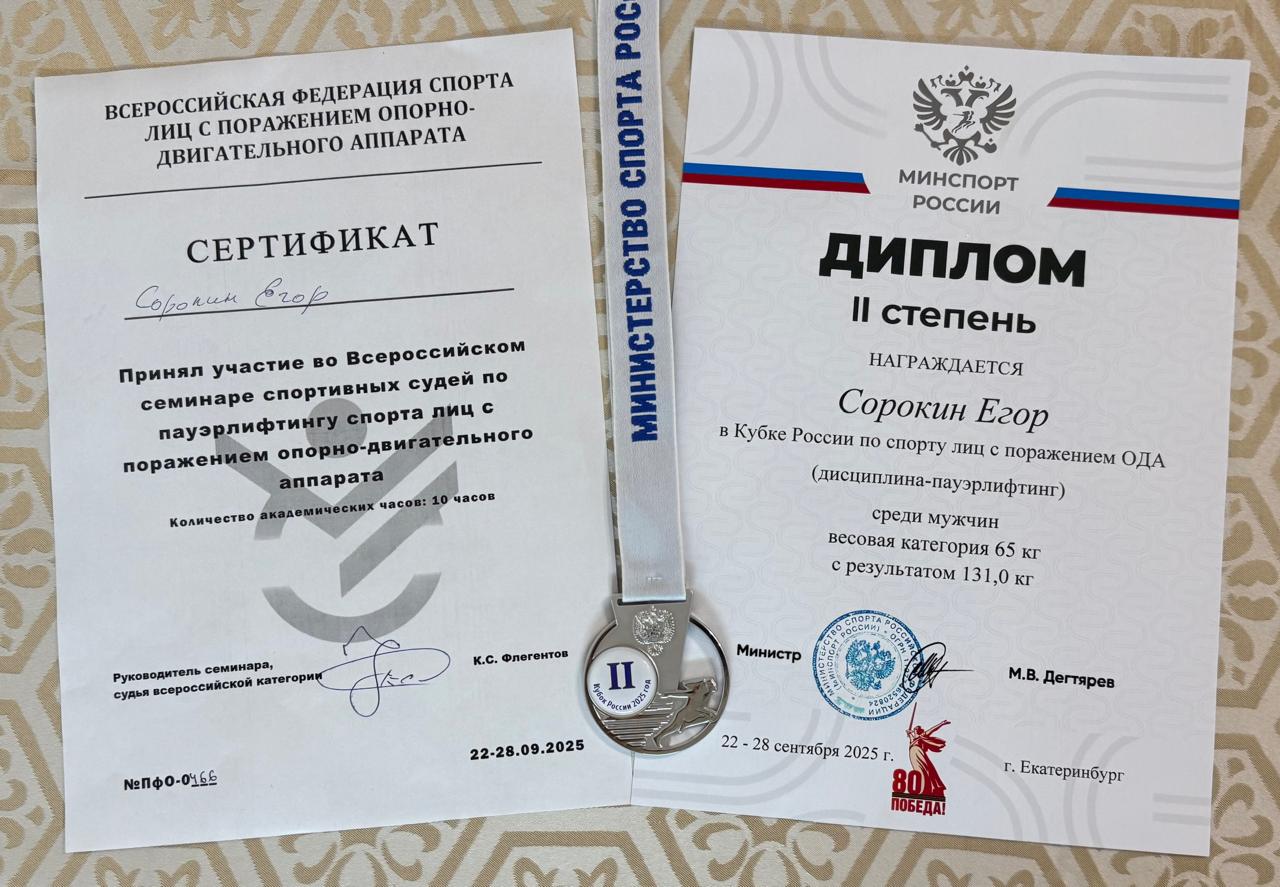 ВСЕРОССИЙСКАЯ ФЕДЕРАЦИЯ СПОРТА
ЛИЦ С ПОРАЖЕНИЕМ ОПОРНО-
ДВИГАТЕЛЬНОГО АППАРАТА
СЕРТИФИКАТ
Сорокин Егор
Принял участие во Всероссийском
семинаре спортивных судей по
пауэрлифтингу спорта лиц с
поражением опорно-двигательного
аппарата
Количество академических часов: 10 часов
Руководитель семинара,
судья всероссийской категории
К.С. Флегентов
22-28.09.2025
№ПфО-0466
МИНИСТЕРСТВО СПОРТА РОС
II
Кубок России 2025 год
МИНСПОРТ
РОССИИ
ДИПЛОМ
II степень
НАГРАЖДАЕТСЯ
Сорокин Егор
в Кубке России по спорту лиц с поражением ОДА
(дисциплина-пауэрлифтинг)
среди мужчин
весовая категория 65 кг
с результатом 131,0 кг
Министр
МИНИСТЕРСТВО СПОРТА
(МИНСПОРТ РОССИИ)
М.В. Дегтярев
22 - 28 сентября 2025 г.
80
ПОБЕДА!
г. Екатеринбург